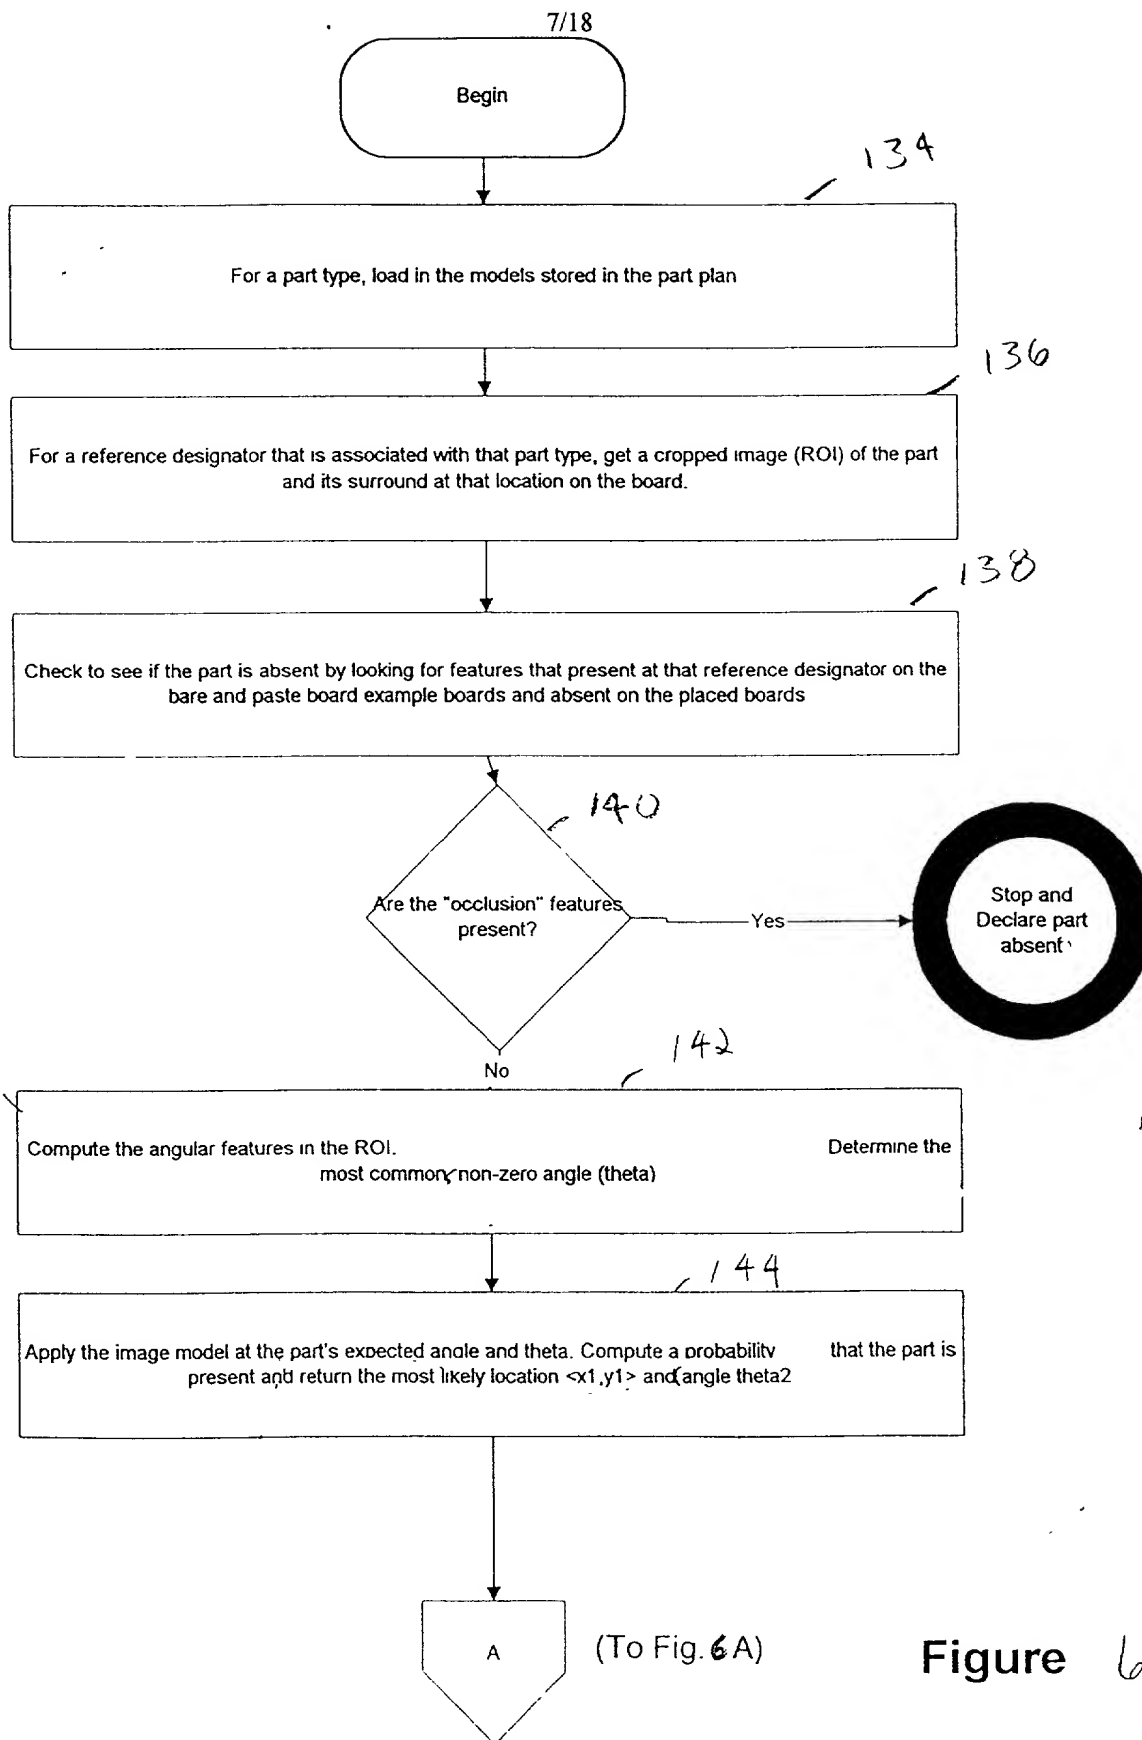 7/18
Begin
134
For a part type, load in the models stored in the part plan
136
For a reference designator that is associated with that part type, get a cropped image (ROI) of the part
and its surround at that location on the board.
138
Check to see if the part is absent by looking for features that present at that reference designator on the
bare and paste board example boards and absent on the placed boards
140
Are the "occlusion" features
present?
Yes
Stop and
Declare part
absent
No
142
Compute the angular features in the ROI. Determine the
most common non-zero angle (theta)
144
Apply the image model at the part's expected angle and theta. Compute a probability that the part is
present and return the most likely location <x1,y1> and angle theta2
A
(To Fig. 6A)
Figure 6